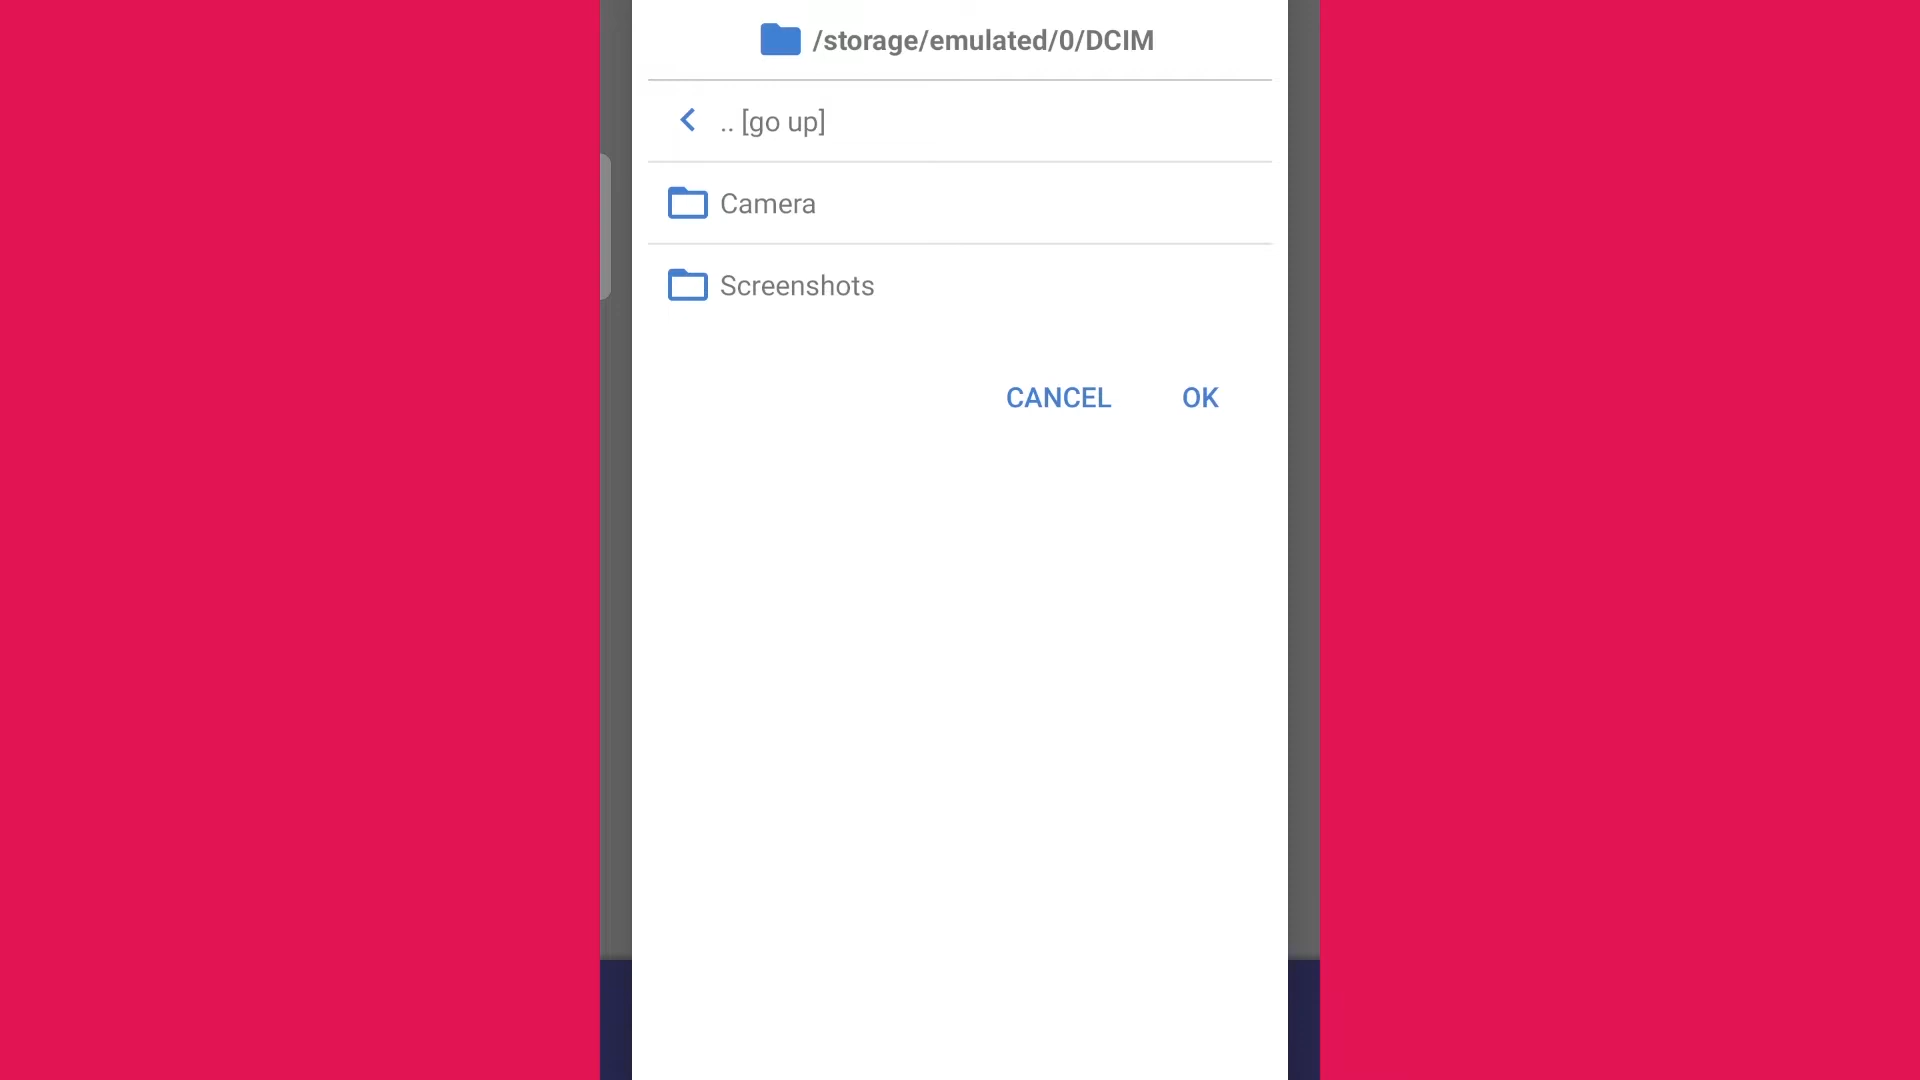 /storage/emulated/0/DCIM
.. [go up]
Camera
Screenshots
CANCEL OK